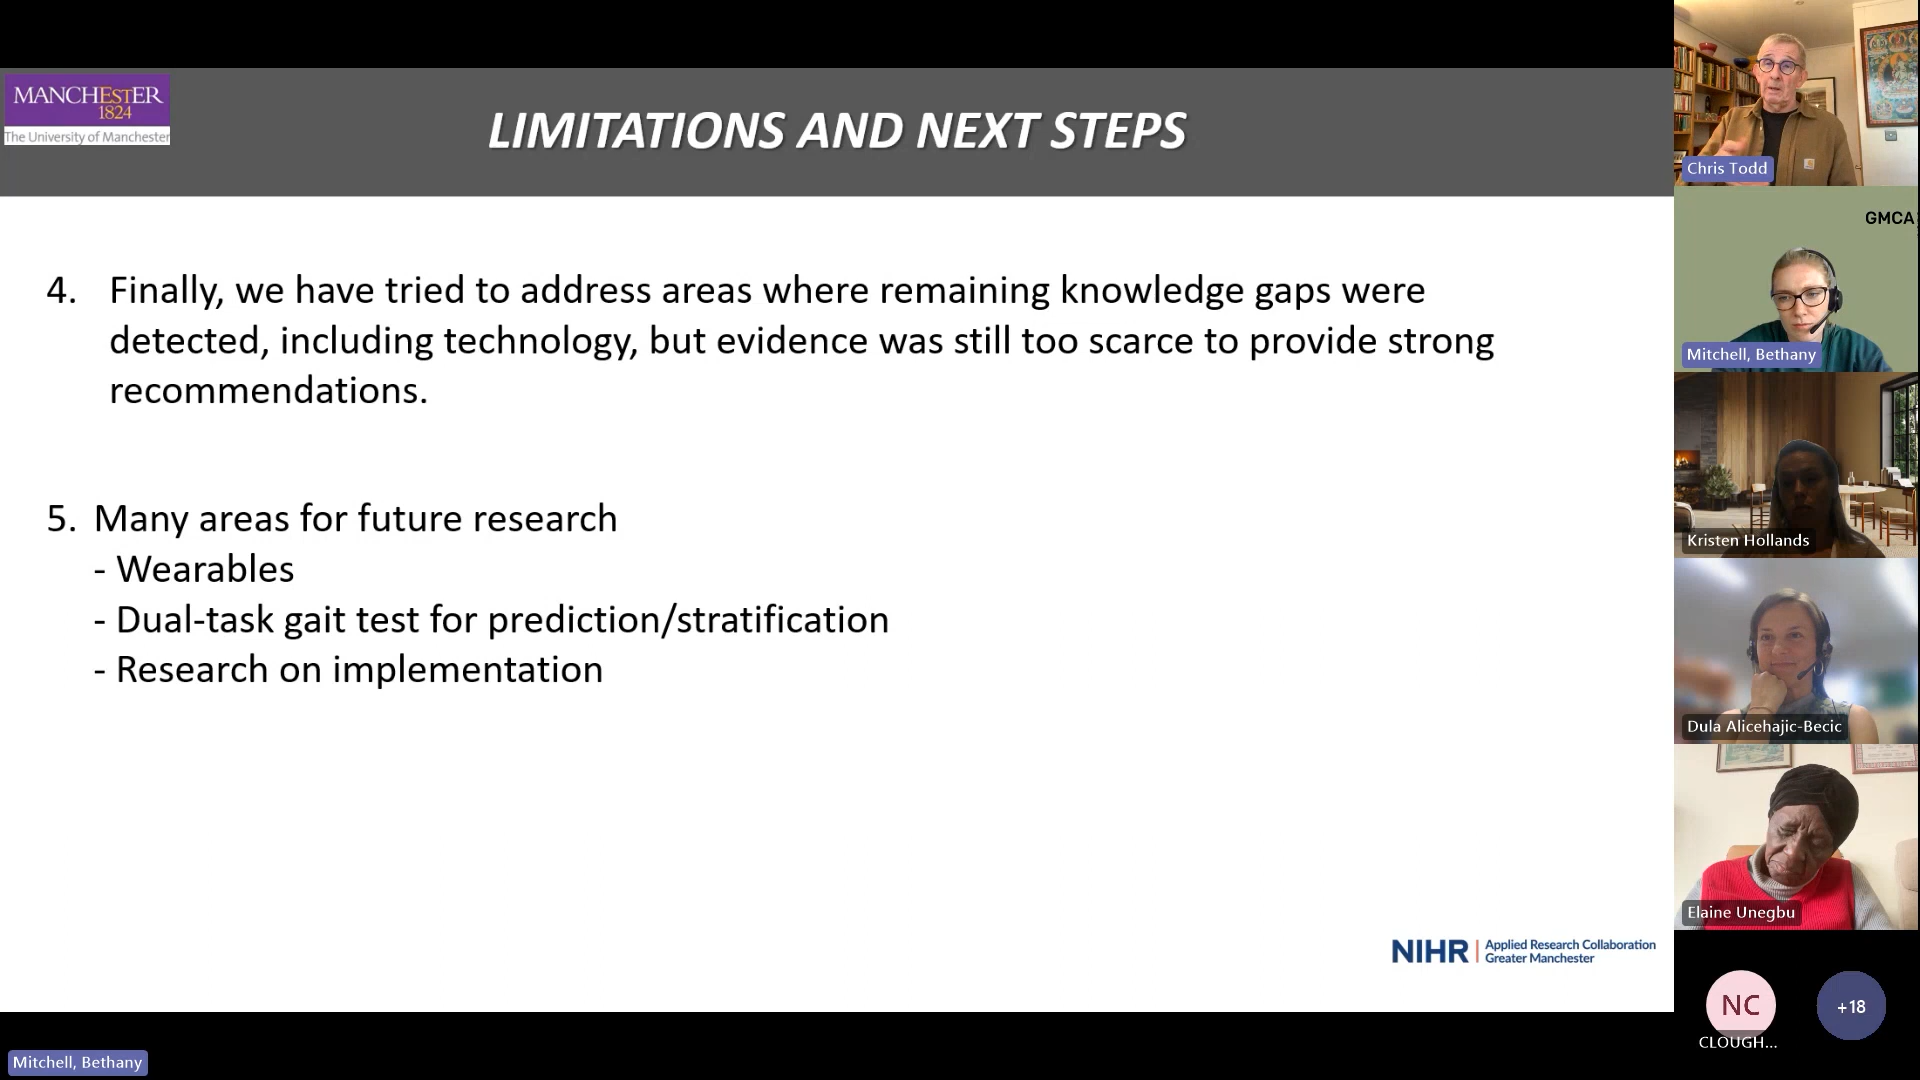 MANCHESTER
1824
The University of Manchester
LIMITATIONS AND NEXT STEPS
4. Finally, we have tried to address areas where remaining knowledge gaps were
detected, including technology, but evidence was still too scarce to provide strong
recommendations.
5. Many areas for future research
- Wearables
- Dual-task gait test for prediction/stratification
- Research on implementation
NIHR | Applied Research Collaboration
Greater Manchester
Mitchell, Bethany
Chris Todd
GMCA
Mitchell, Bethany
Kristen Hollands
Dula Alicehajic-Becic
Elaine Unegbu
NC
CLOUGH...
+18